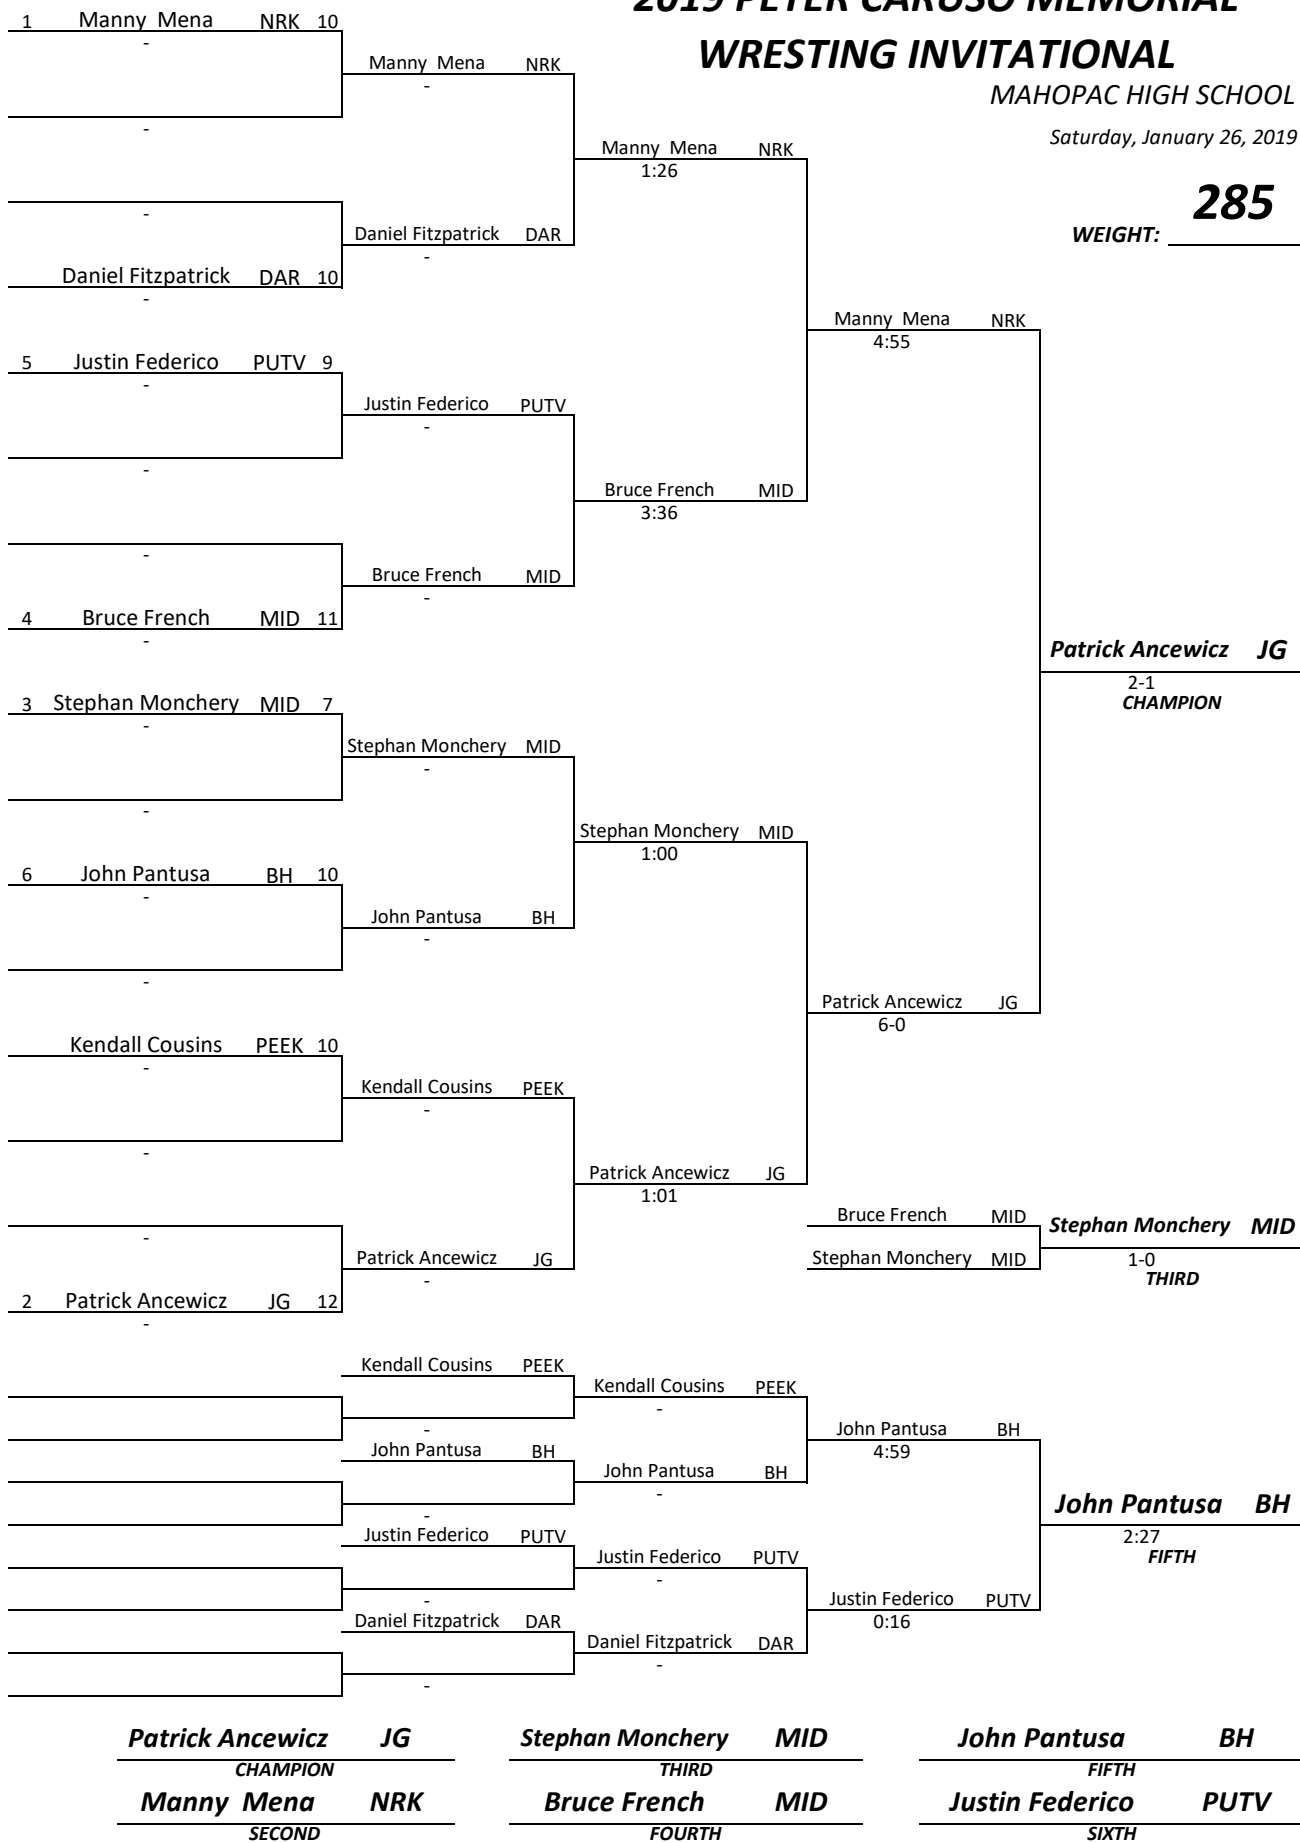 2019 PETER CARUSO MEMORIAL
WRESTING INVITATIONAL
MAHOPAC HIGH SCHOOL
Saturday, January 26, 2019
285
WEIGHT:
1 Manny Mena NRK 10
-
Manny Mena NRK
-
-
Manny Mena NRK
1:26
-
Daniel Fitzpatrick DAR
-
Daniel Fitzpatrick DAR 10
-
Manny Mena NRK
4:55
5 Justin Federico PUTV 9
-
Justin Federico PUTV
-
-
Bruce French MID
3:36
-
Bruce French MID
-
4 Bruce French MID 11
-
Patrick Ancewicz JG
2-1
CHAMPION
3 Stephan Monchery MID 7
-
Stephan Monchery MID
-
-
Stephan Monchery MID
1:00
6 John Pantusa BH 10
-
John Pantusa BH
-
-
Patrick Ancewicz JG
6-0
Kendall Cousins PEEK 10
-
Kendall Cousins PEEK
-
-
Patrick Ancewicz JG
1:01
-
Patrick Ancewicz JG
-
2 Patrick Ancewicz JG 12
-
Bruce French MID
Stephan Monchery MID
Stephan Monchery MID
1-0
THIRD
Kendall Cousins PEEK
-
Kendall Cousins PEEK
-
John Pantusa BH
-
John Pantusa BH
-
John Pantusa BH
4:59
Justin Federico PUTV
-
Justin Federico PUTV
-
Daniel Fitzpatrick DAR
-
Daniel Fitzpatrick DAR
-
Justin Federico PUTV
0:16
John Pantusa BH
2:27
FIFTH
Patrick Ancewicz JG Stephan Monchery MID John Pantusa BH
CHAMPION THIRD FIFTH
Manny Mena NRK Bruce French MID Justin Federico PUTV
SECOND FOURTH SIXTH